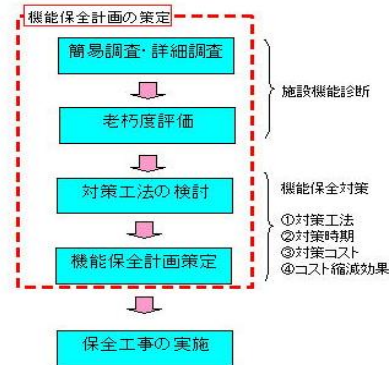 機能保全計画の策定
簡易調査・詳細調査
老朽度評価
施設機能診断
対策工法の検討
機能保全計画策定
機能保全対策
①対策工法
②対策時期
③対策コスト
④コスト縮減効果
保全工事の実施